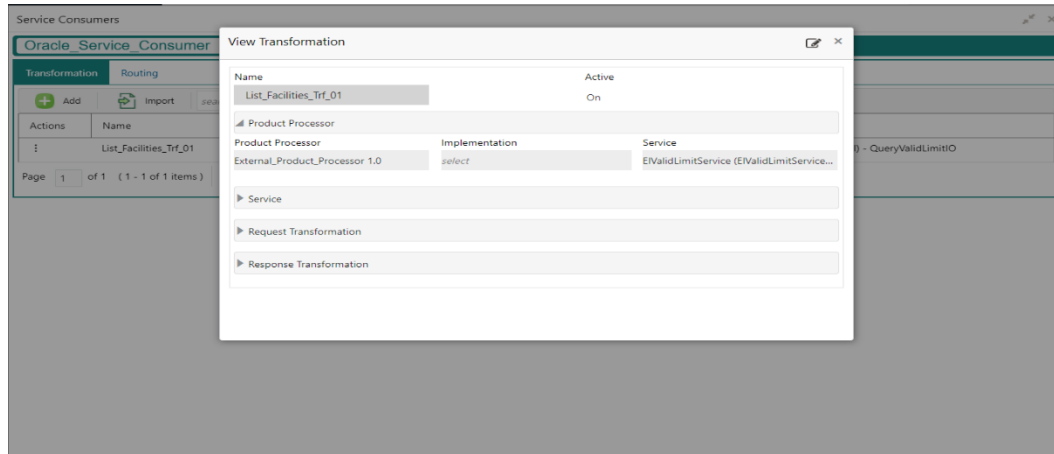 Service Consumers
Oracle_Service_Consumer
Transformation Routing
Add Import
Actions Name
List_Facilities_Trf_01 - QueryValidLimitIO
Page 1 of 1 ( 1 - 1 of 1 items )
View Transformation
Name Active
List_Facilities_Trf_01 On
Product Processor
Product Processor Implementation Service
External_Product_Processor 1.0 select EIValidLimitService (EIValidLimitService...
Service
Request Transformation
Response Transformation